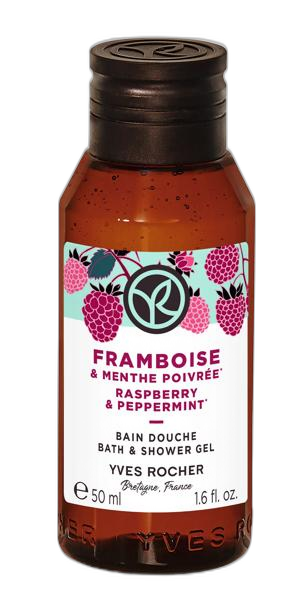 FRAMBOISE
& MENTHE POIVRÉE*
RASPBERRY
& PEPPERMINT*
BAIN DOUCHE
BATH & SHOWER GEL
YVES ROCHER
Bretagne, France
℮ 50 ml 1.6 fl. oz.
YVES